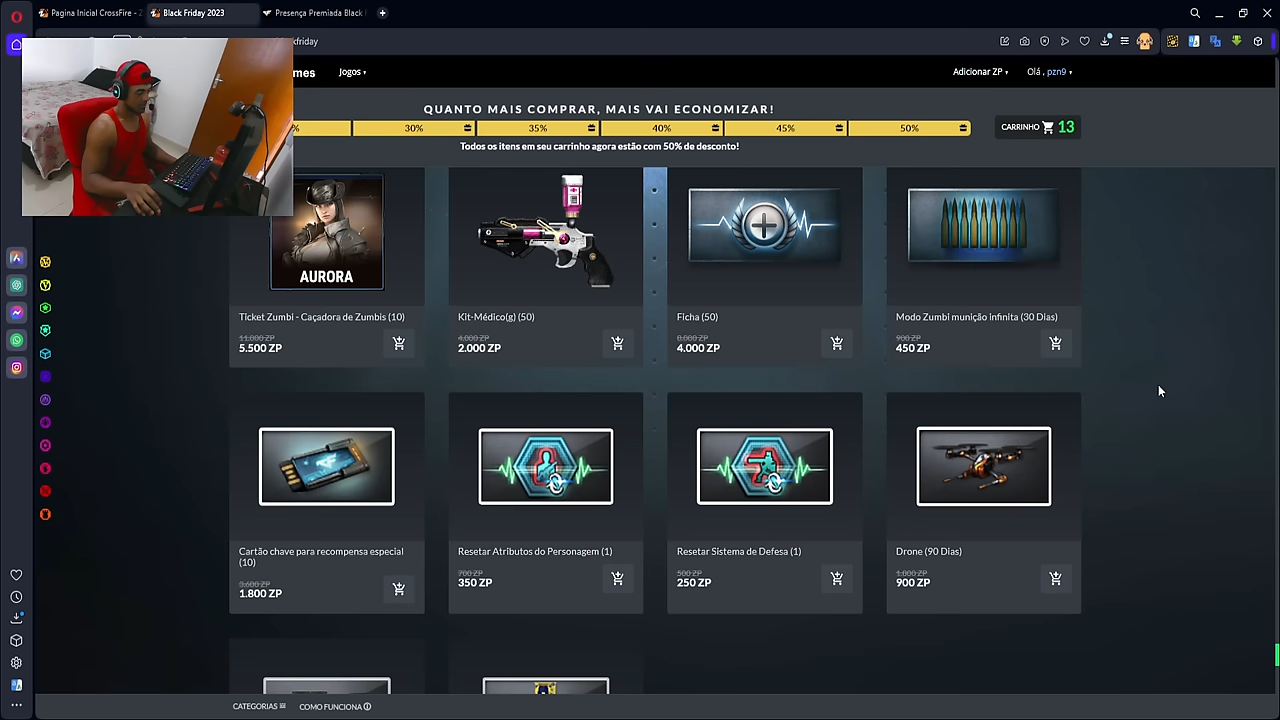 Pagina Inicial CrossFire - Z
Black Friday 2023
Presença Premiada Black
kfriday
mes
Jogos
Adicionar ZP
Olá , pzn9
QUANTO MAIS COMPRAR, MAIS VAI ECONOMIZAR!
%
30%
35%
40%
45%
50%
CARRINHO 13
Todos os itens em seu carrinho agora estão com 50% de desconto!
AURORA
Ticket Zumbi - Caçadora de Zumbis (10)
11.000 ZP
5.500 ZP
Kit-Médico(g) (50)
4.000 ZP
2.000 ZP
Ficha (50)
8.000 ZP
4.000 ZP
Modo Zumbi munição infinita (30 Dias)
900 ZP
450 ZP
Cartão chave para recompensa especial
(10)
3.600 ZP
1.800 ZP
Resetar Atributos do Personagem (1)
700 ZP
350 ZP
Resetar Sistema de Defesa (1)
500 ZP
250 ZP
Drone (90 Dias)
1.800 ZP
900 ZP
CATEGORIAS
COMO FUNCIONA